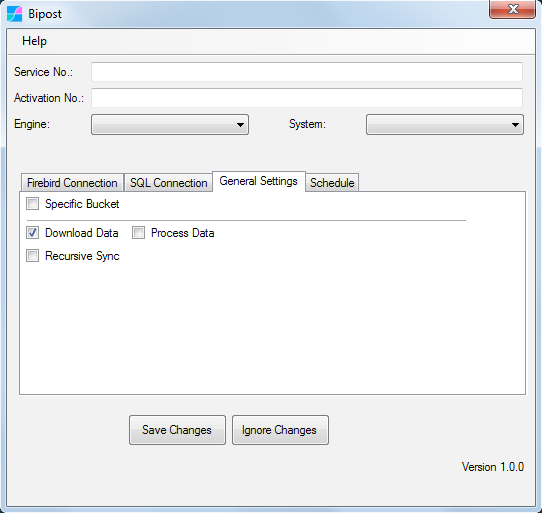 Bipost
Help
Service No.:
Activation No.:
Engine: System:
Firebird Connection SQL Connection General Settings Schedule
Specific Bucket
Download Data Process Data
Recursive Sync
Save Changes Ignore Changes
Version 1.0.0